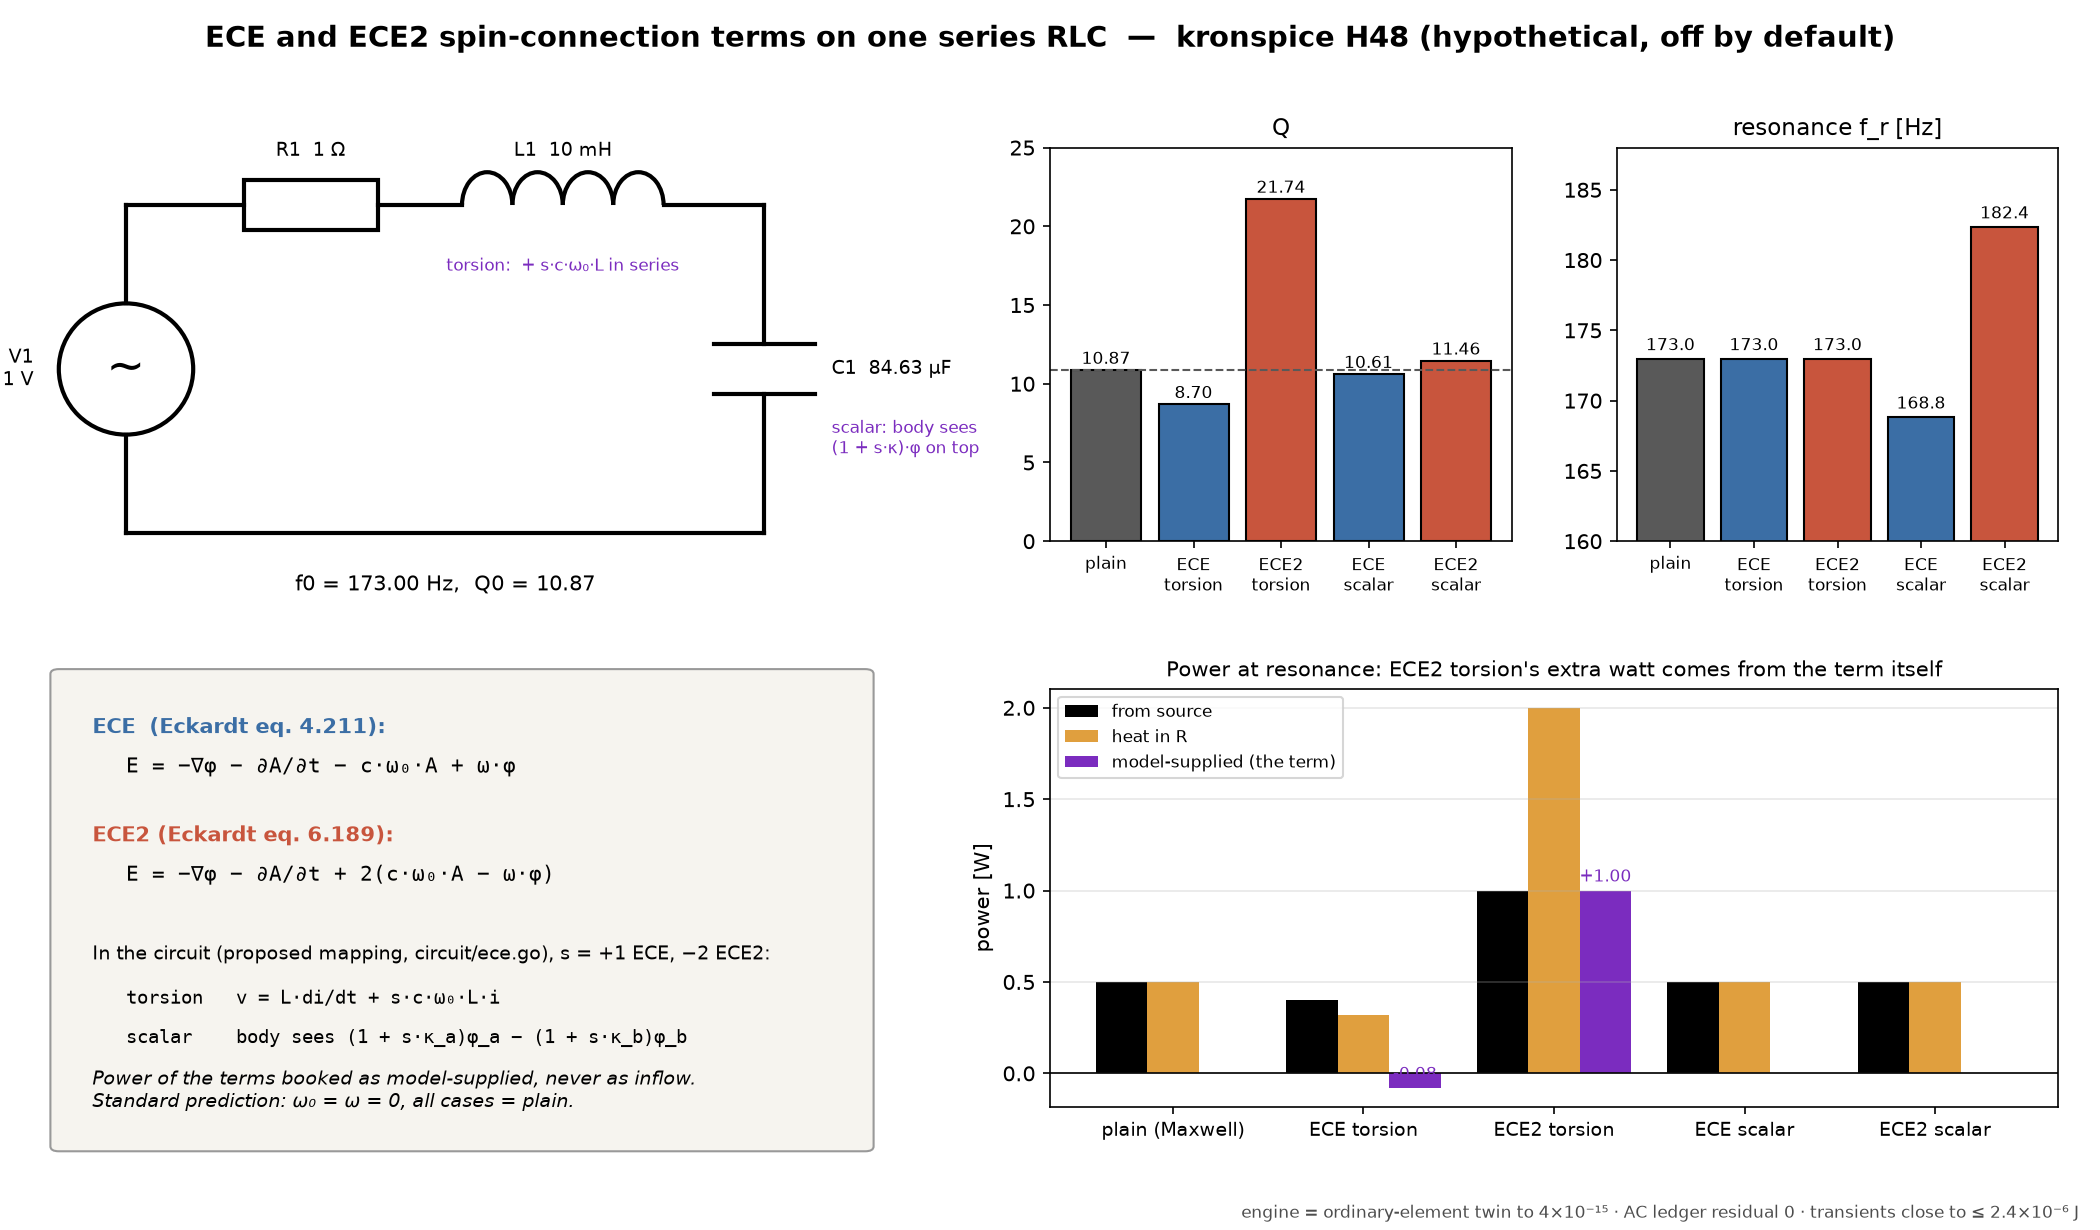 ECE and ECE2 spin-connection terms on one series RLC — kronspice H48 (hypothetical, off by default)
R1 1 Ω
L1 10 mH
torsion: + s·c·ω₀·L in series
V1
1 V
~
C1 84.63 µF
scalar: body sees
(1 + s·κ)·φ on top
f0 = 173.00 Hz, Q0 = 10.87
Q
25
20
15
10
5
0
10.87
8.70
21.74
10.61
11.46
plain
ECE
torsion
ECE2
torsion
ECE
scalar
ECE2
scalar
resonance f_r [Hz]
185
180
175
170
165
160
173.0
173.0
173.0
168.8
182.4
plain
ECE
torsion
ECE2
torsion
ECE
scalar
ECE2
scalar
ECE (Eckardt eq. 4.211):
E = −∇φ − ∂A/∂t − c·ω₀·A + ω·φ
ECE2 (Eckardt eq. 6.189):
E = −∇φ − ∂A/∂t + 2(c·ω₀·A − ω·φ)
In the circuit (proposed mapping, circuit/ece.go), s = +1 ECE, −2 ECE2:
torsion v = L·di/dt + s·c·ω₀·L·i
scalar body sees (1 + s·κ_a)φ_a − (1 + s·κ_b)φ_b
Power of the terms booked as model-supplied, never as inflow.
Standard prediction: ω₀ = ω = 0, all cases = plain.
Power at resonance: ECE2 torsion's extra watt comes from the term itself
power [W]
2.0
1.5
1.0
0.5
0.0
from source
heat in R
model-supplied (the term)
-0.08
+1.00
plain (Maxwell)
ECE torsion
ECE2 torsion
ECE scalar
ECE2 scalar
engine = ordinary-element twin to 4×10⁻¹⁵ · AC ledger residual 0 · transients close to ≤ 2.4×10⁻⁶ J